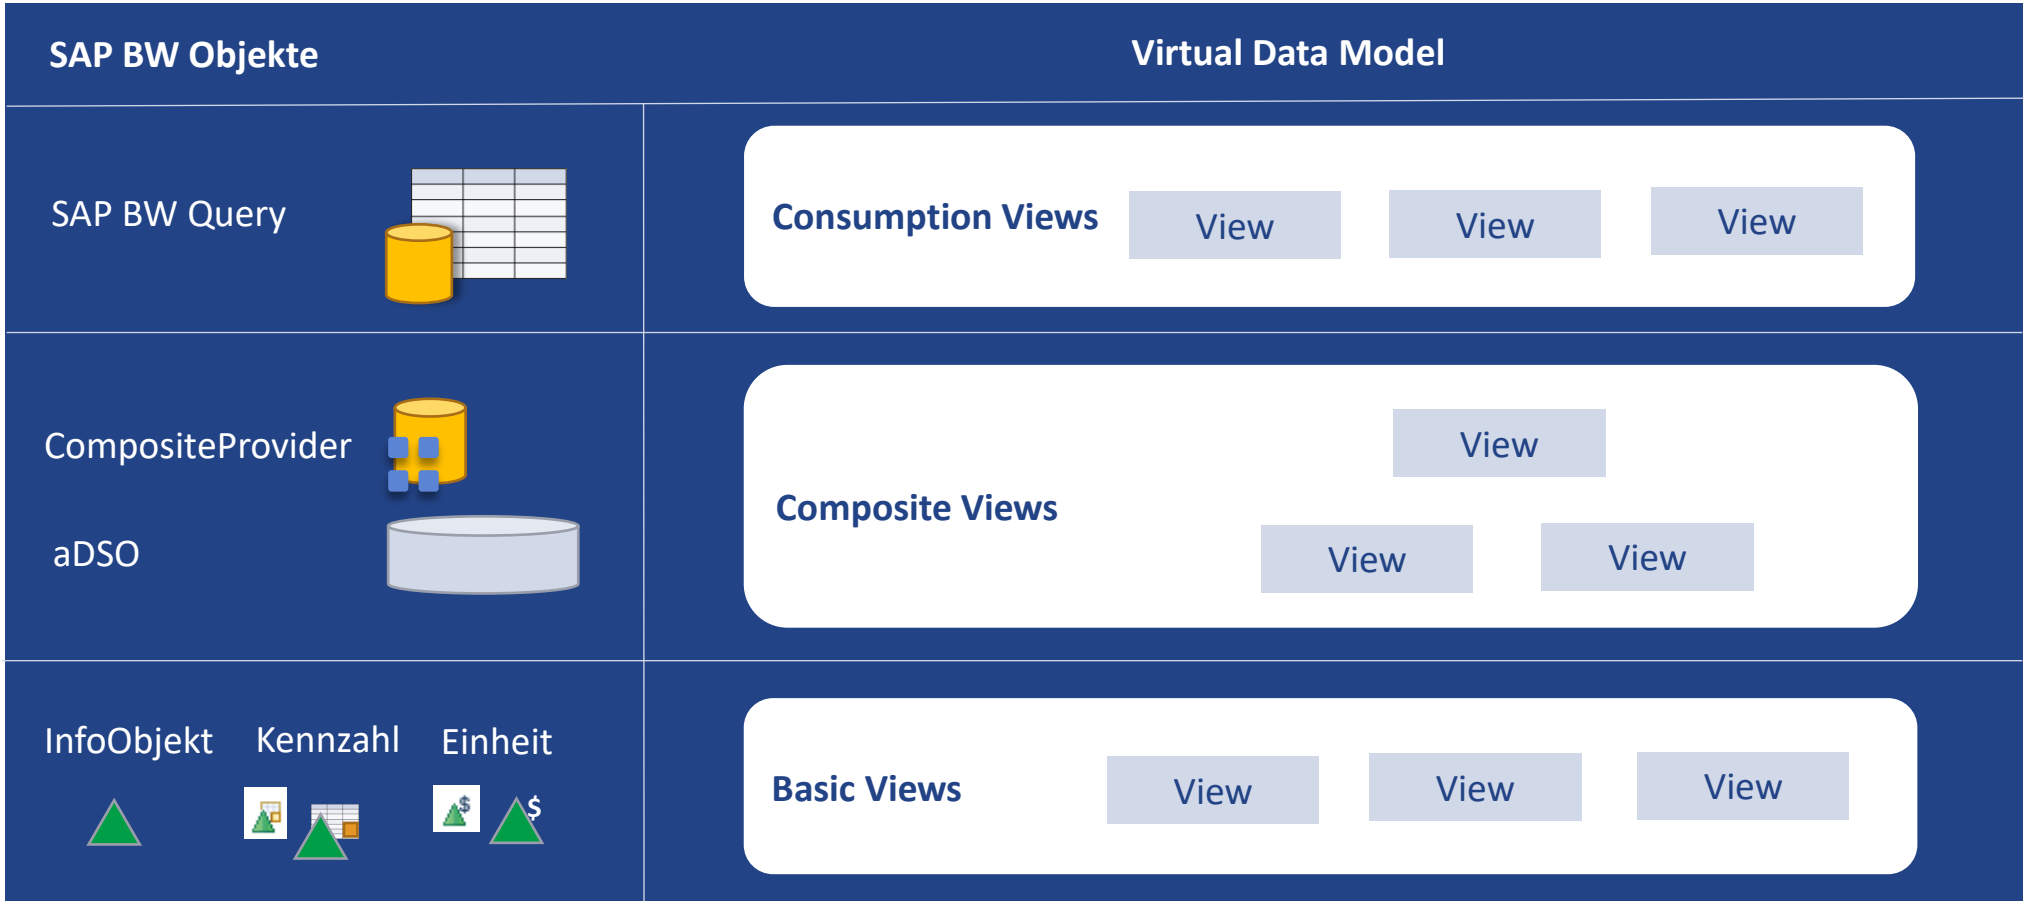 SAP BW Objekte
Virtual Data Model
SAP BW Query
Consumption Views
View
View
View
CompositeProvider
aDSO
Composite Views
View
View
View
InfoObjekt
Kennzahl
Einheit
$
$
Basic Views
View
View
View